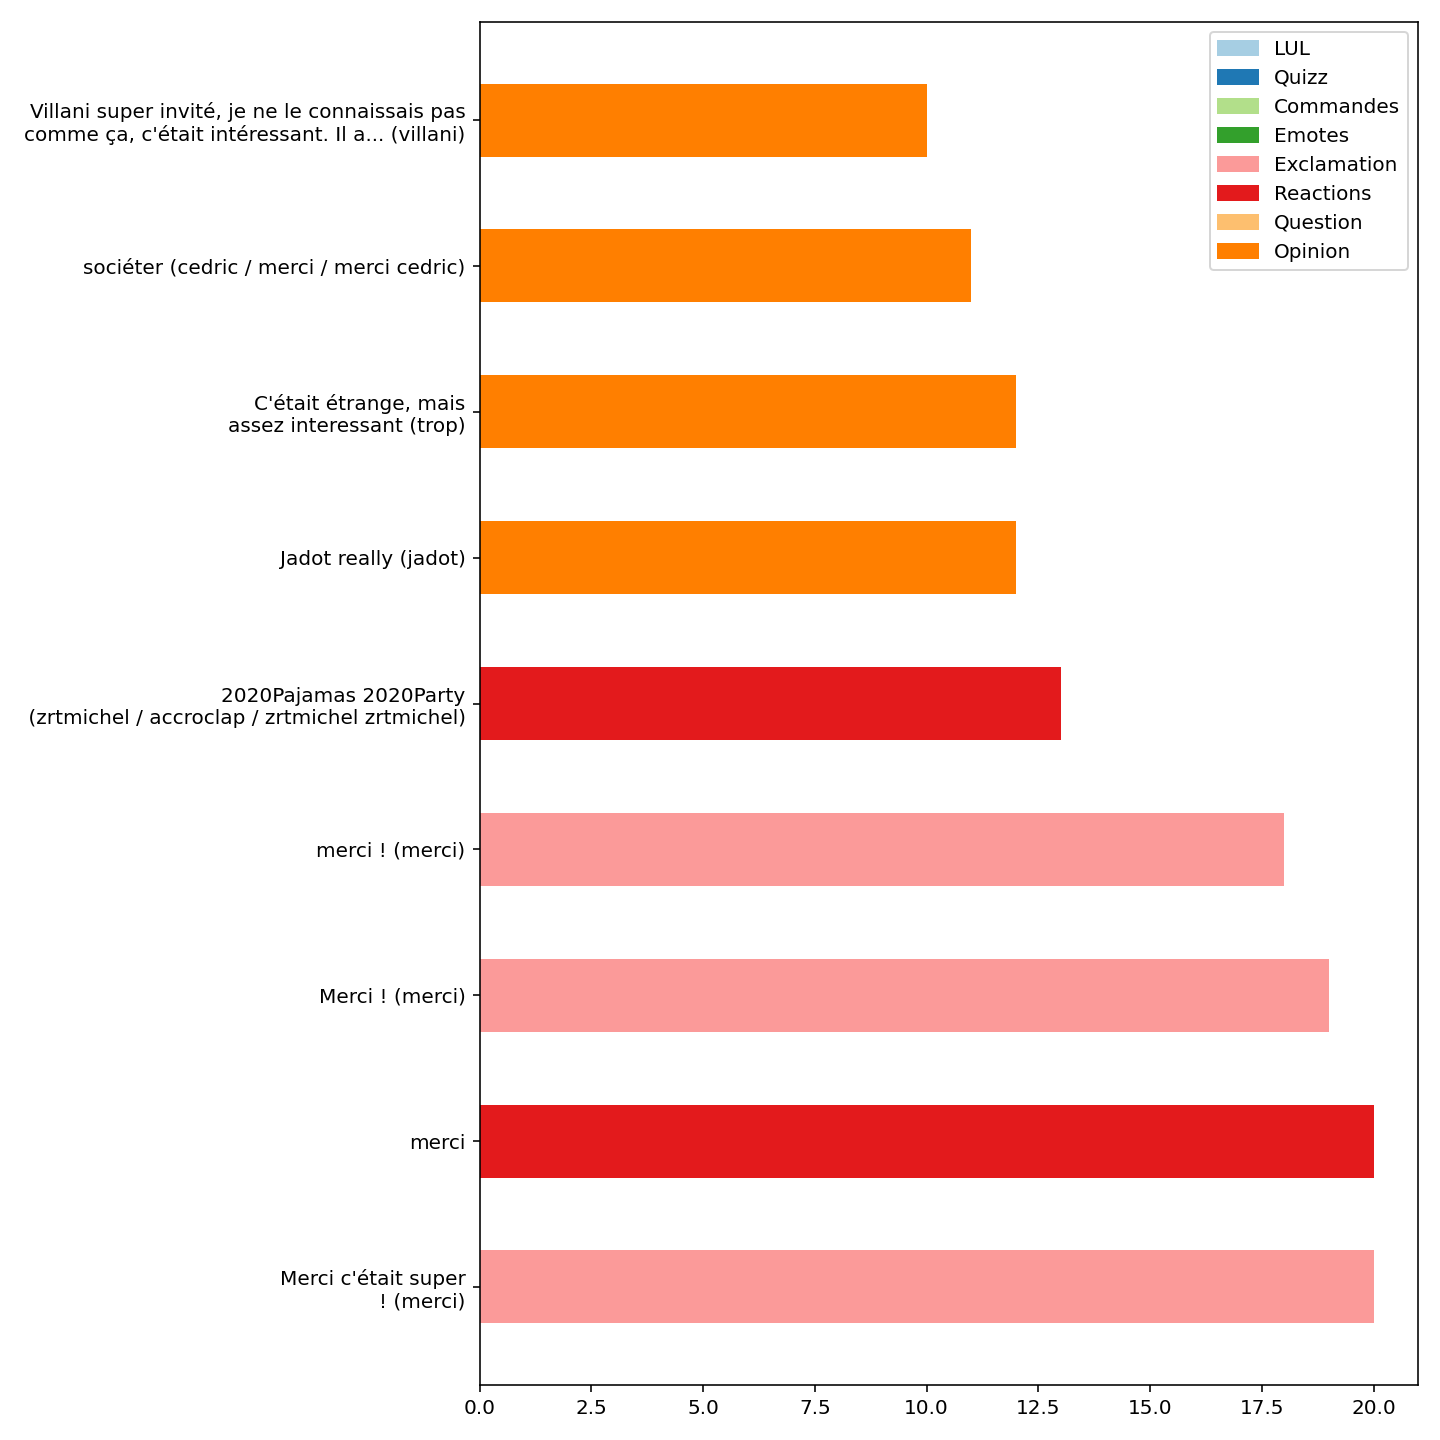 LUL
Quizz
Commandes
Emotes
Exclamation
Reactions
Question
Opinion
Villani super invité, je ne le connaissais pas
comme ça, c'était intéressant. Il a... (villani)
sociéter (cedric / merci / merci cedric)
C'était étrange, mais
assez interessant (trop)
Jadot really (jadot)
2020Pajamas 2020Party
(zrtmichel / accroclap / zrtmichel zrtmichel)
merci ! (merci)
Merci ! (merci)
merci
Merci c'était super
! (merci)
0.0 2.5 5.0 7.5 10.0 12.5 15.0 17.5 20.0